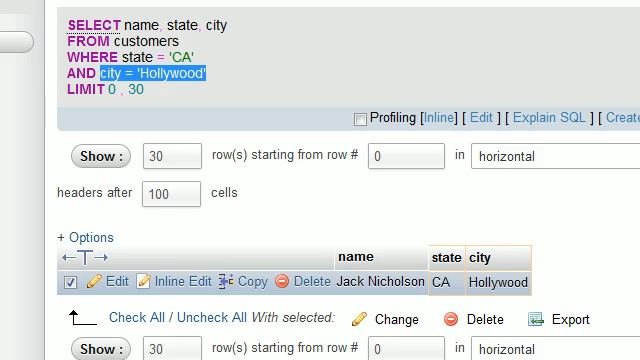 SELECT name, state, city
FROM customers
WHERE state = 'CA'
AND city = 'Hollywood'
LIMIT 0 , 30
Profiling [Inline] [ Edit ] [ Explain SQL ] [ Create
Show : 30 row(s) starting from row # 0 in horizontal
headers after 100 cells
+ Options
←T→ name state city
Edit Inline Edit Copy Delete Jack Nicholson CA Hollywood
Check All / Uncheck All With selected: Change Delete Export
Show : 30 row(s) starting from row # 0 in horizontal